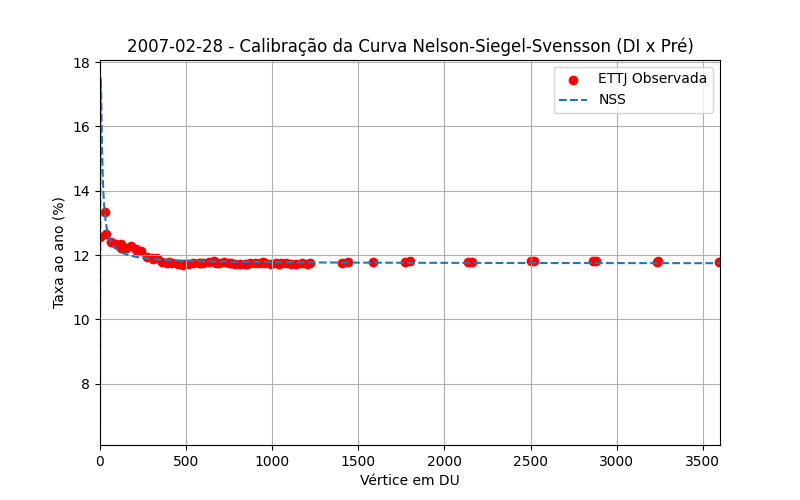 2007-02-28 - Calibração da Curva Nelson-Siegel-Svensson (DI x Pré)
ETTJ Observada
NSS
Taxa ao ano (%)
18
16
14
12
10
8
0 500 1000 1500 2000 2500 3000 3500
Vértice em DU